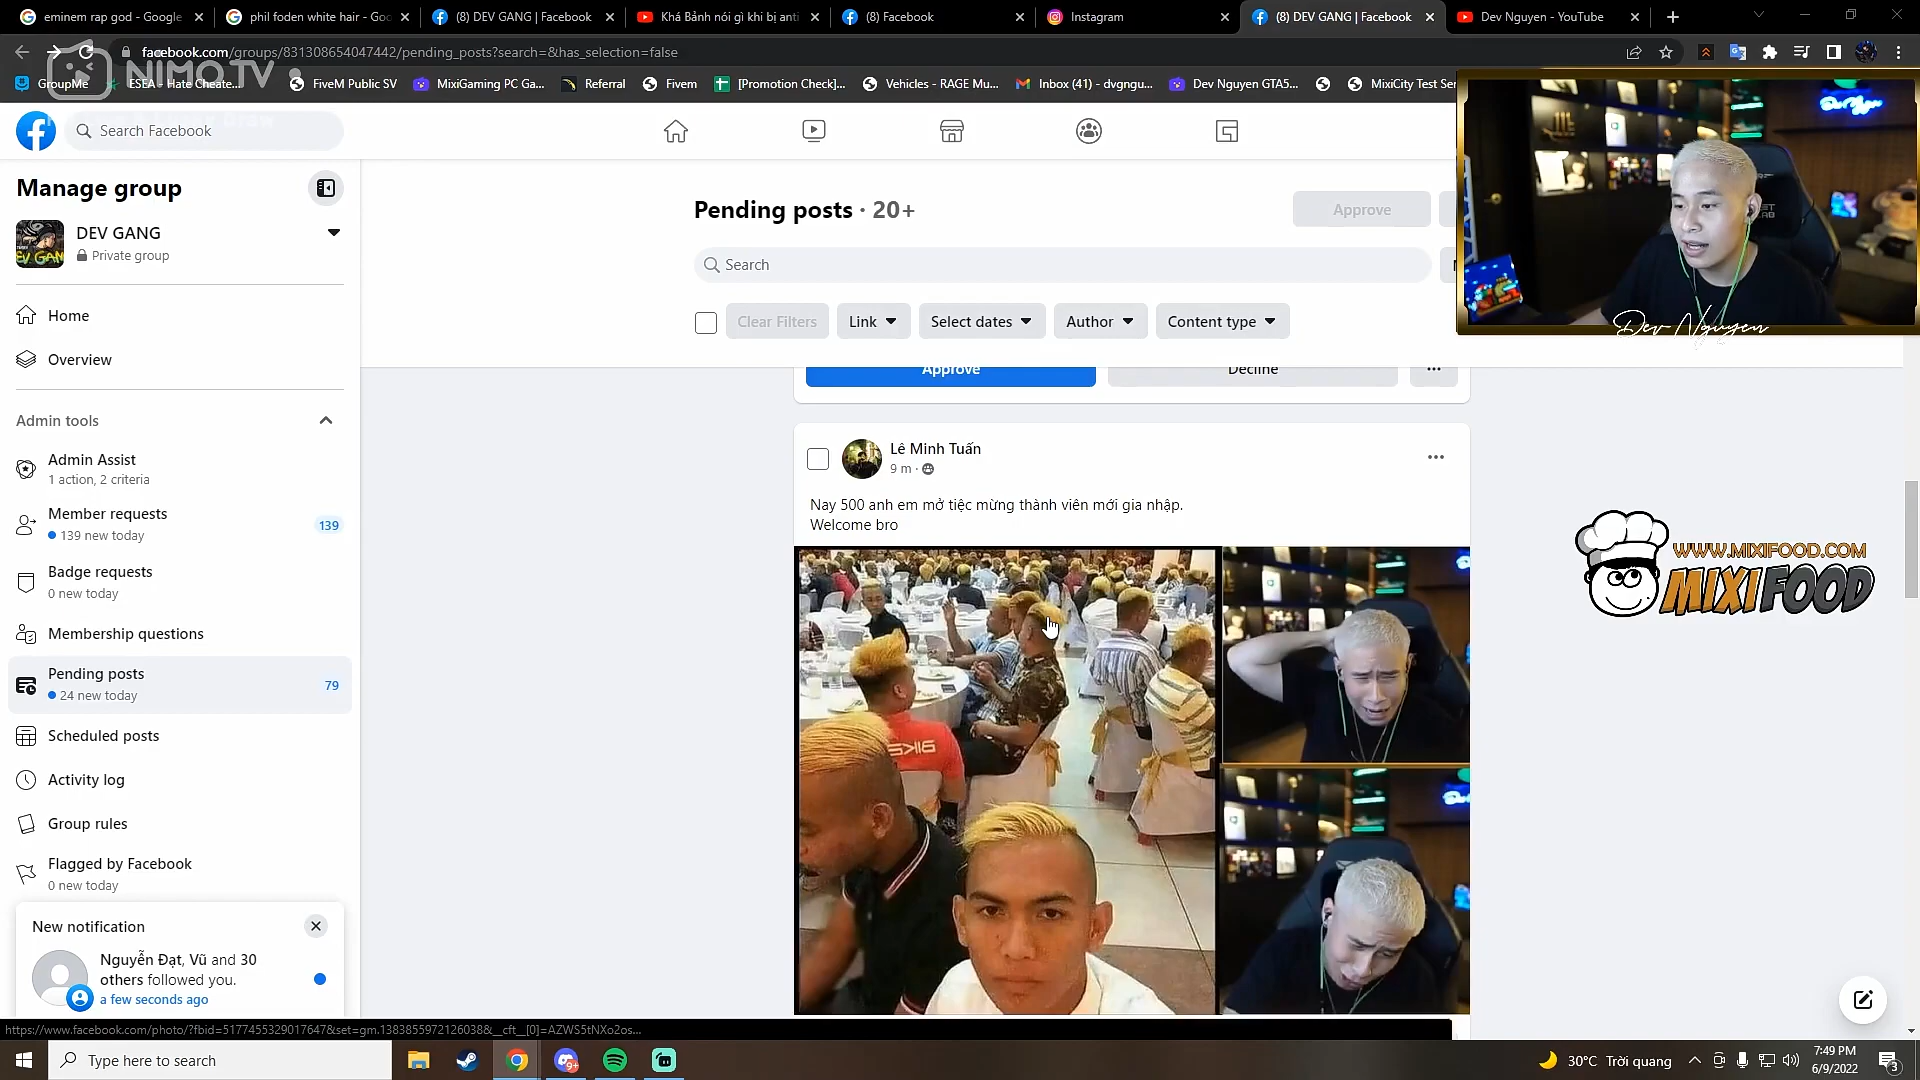 eminem rap god - Google
phil foden white hair - Goo
(8) DEV GANG | Facebook
Khá Bảnh nói gì khi bị anti
(8) Facebook
Instagram
(8) DEV GANG | Facebook
Dev Nguyen - YouTube
facebook.com/groups/831308654047442/pending_posts?search=&has_selection=false
NIMO TV
GroupMe
ESEA - Hate Cheate...
FiveM Public SV
MixiGaming PC Ga...
Referral
Fivem
[Promotion Check]...
Vehicles - RAGE Mu...
Inbox (41) - dvgngu...
Dev Nguyen GTA5...
MixiCity Test Ser
Search Facebook
Manage group
DEV GANG
Private group
Home
Overview
Admin tools
Admin Assist
1 action, 2 criteria
Member requests
139 new today
139
Badge requests
0 new today
Membership questions
Pending posts
24 new today
79
Scheduled posts
Activity log
Group rules
Flagged by Facebook
0 new today
New notification
Nguyễn Đạt, Vũ and 30
others followed you.
a few seconds ago
Pending posts · 20+
Approve
Search
Clear Filters
Link
Select dates
Author
Content type
Approve
Decline
Lê Minh Tuấn
9 m ·
Nay 500 anh em mở tiệc mừng thành viên mới gia nhập.
Welcome bro
Dev Nguyen
WWW.MIXIFOOD.COM
MIXIFOOD
https://www.facebook.com/photo/?fbid=5177455329017647&set=gm.1383855972126038&__cft__[0]=AZWS5tNXo2os...
Type here to search
9+
30°C Trời quang
7:49 PM
6/9/2022
3